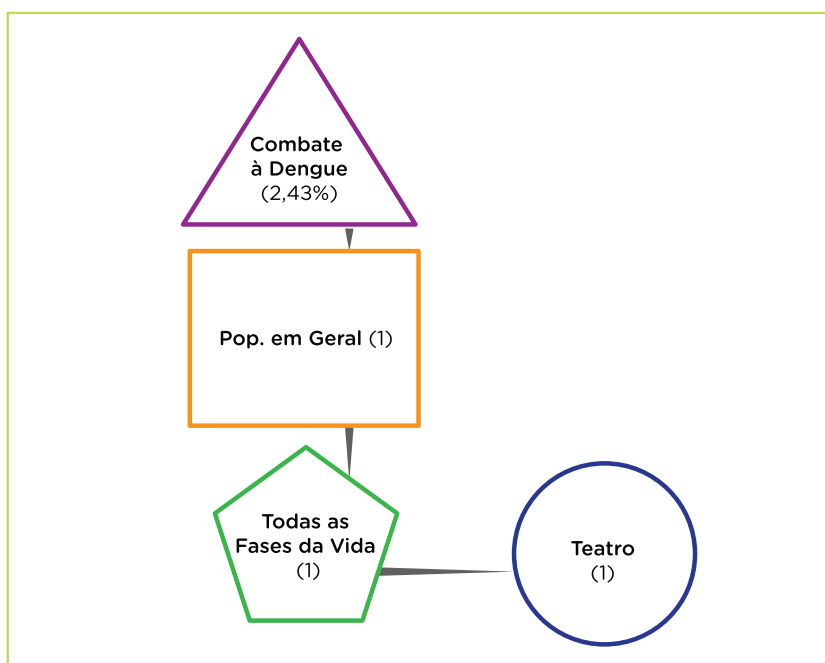 Combate
à Dengue
(2,43%)
Pop. em Geral (1)
Todas as
Fases da Vida
(1)
Teatro
(1)